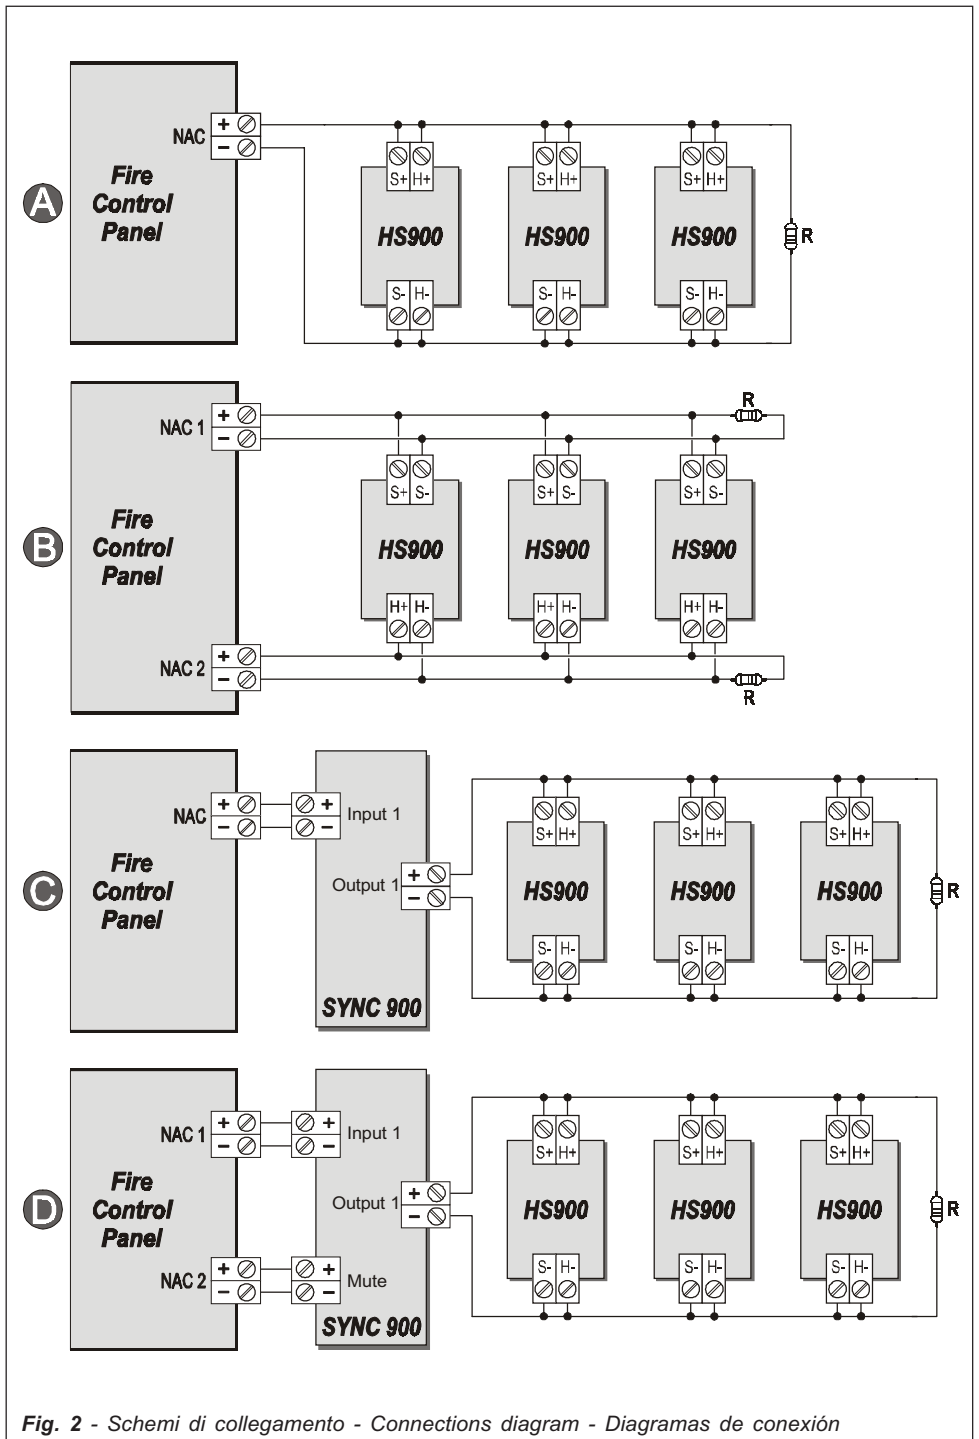 A
Fire
Control
Panel
NAC
+
−
S+ H+
HS900
S- H-
S+ H+
HS900
S- H-
S+ H+
HS900
S- H-
R
B
Fire
Control
Panel
NAC 1
+
−
NAC 2
+
−
S+ S-
HS900
H+ H-
S+ S-
HS900
H+ H-
S+ S-
HS900
H+ H-
R
R
C
Fire
Control
Panel
NAC
+
−
+
−
Input 1
Output 1
+
−
SYNC 900
S+ H+
HS900
S- H-
S+ H+
HS900
S- H-
S+ H+
HS900
S- H-
R
D
Fire
Control
Panel
NAC 1
+
−
+
−
Input 1
Output 1
+
−
NAC 2
+
−
+
−
Mute
SYNC 900
S+ H+
HS900
S- H-
S+ H+
HS900
S- H-
S+ H+
HS900
S- H-
R
Fig. 2 - Schemi di collegamento - Connections diagram - Diagramas de conexión